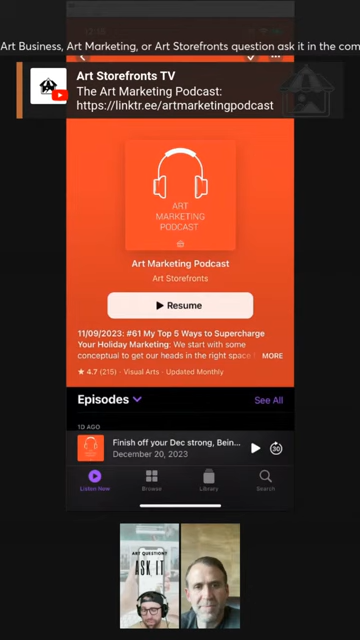 Art Business, Art Marketing, or Art Storefronts question ask it in the com
Art Storefronts TV
The Art Marketing Podcast:
https://linktr.ee/artmarketingpodcast
ART
MARKETING
PODCAST
Art Marketing Podcast
Art Storefronts
Resume
11/09/2023: #61 My Top 5 Ways to Supercharge
Your Holiday Marketing: We start with some
conceptual to get our heads in the right space MORE
★ 4.7 (215) · Visual Arts · Updated Monthly
Episodes
See All
1D AGO
Finish off your Dec strong, Bein...
December 20, 2023
30
Listen Now
Browse
Library
Search
ART QUESTION?
ASK IT